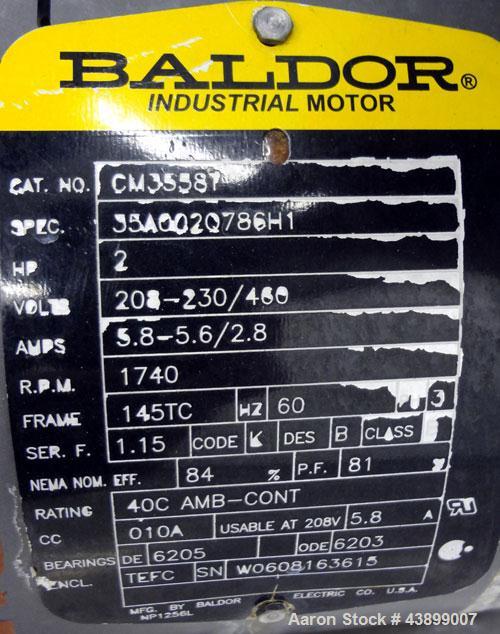 BALDOR®
INDUSTRIAL MOTOR
CAT. NO. CM3558T
SPEC. 35A002Q786H1
HP 2
VOLTS 208-230/460
AMPS 5.8-5.6/2.8
R.P.M. 1740
FRAME 145TC HZ 60 PH 3
SER. F. 1.15 CODE K DES B CLASS
NEMA NOM. EFF. 84 % P.F. 81 %
RATING 40C AMB-CONT
CC 010A USABLE AT 208V 5.8 A
BEARINGS DE 6205 ODE 6203
ENCL. TEFC SN W0608163615
MFG. BY BALDOR ELECTRIC CO. U.S.A.
NP1256L
Aaron Stock # 43899007